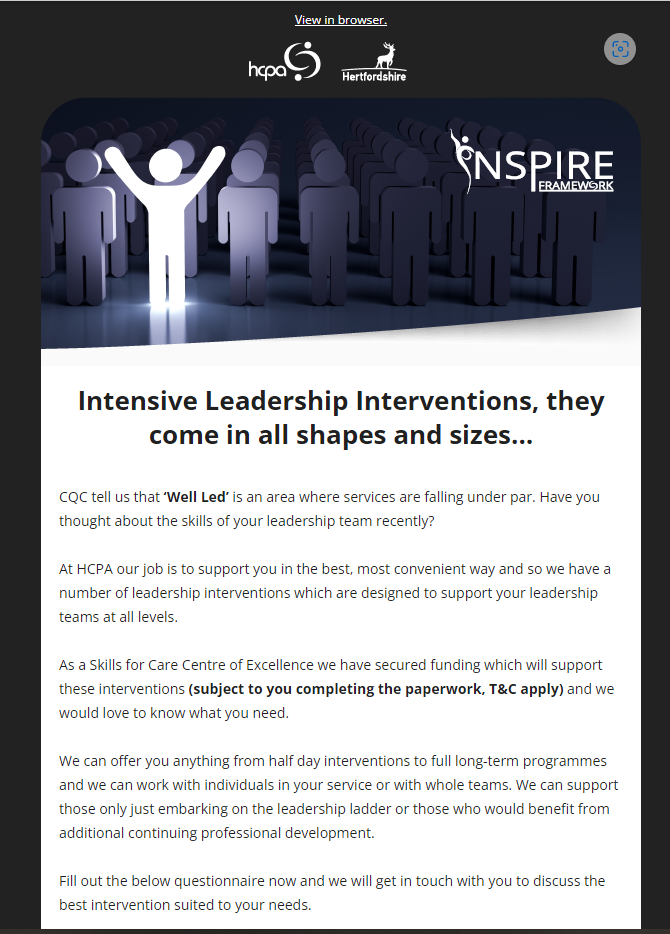 View in browser.
hcpa
Hertfordshire
INSPIRE
FRAMEWORK
Intensive Leadership Interventions, they
come in all shapes and sizes...
CQC tell us that ‘Well Led’ is an area where services are falling under par. Have you
thought about the skills of your leadership team recently?
At HCPA our job is to support you in the best, most convenient way and so we have a
number of leadership interventions which are designed to support your leadership
teams at all levels.
As a Skills for Care Centre of Excellence we have secured funding which will support
these interventions (subject to you completing the paperwork, T&C apply) and we
would love to know what you need.
We can offer you anything from half day interventions to full long-term programmes
and we can work with individuals in your service or with whole teams. We can support
those only just embarking on the leadership ladder or those who would benefit from
additional continuing professional development.
Fill out the below questionnaire now and we will get in touch with you to discuss the
best intervention suited to your needs.